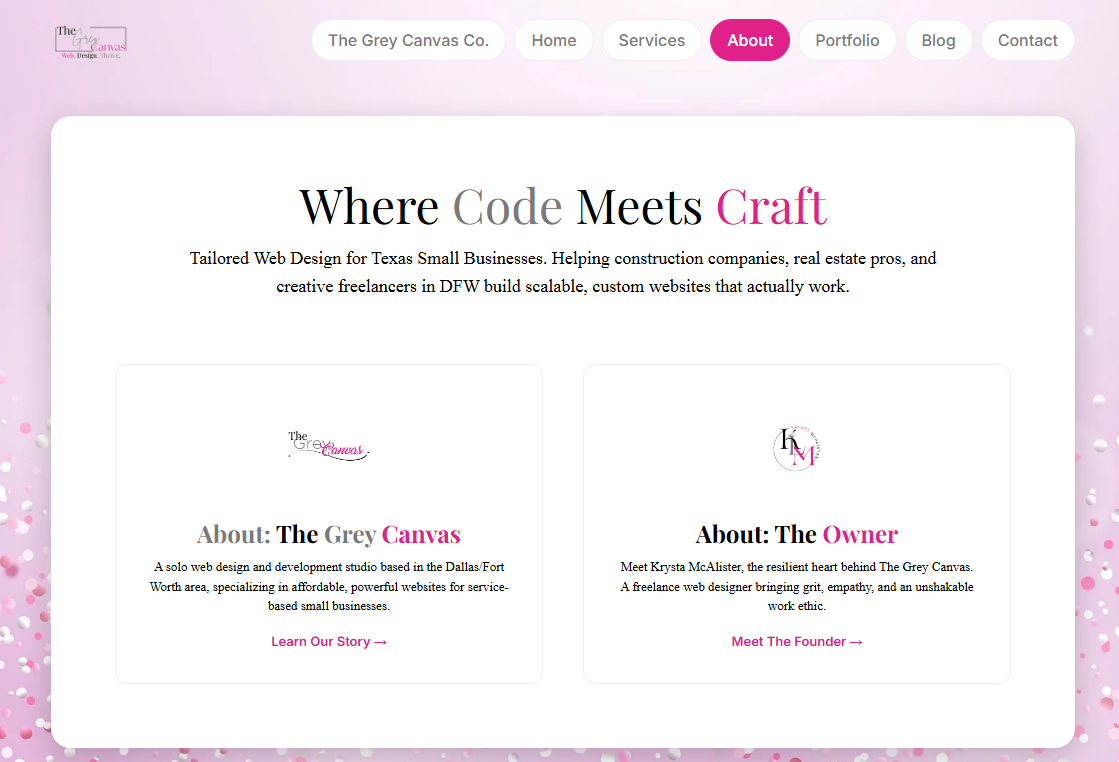 The
Grey
Canvas
Web. Design. Thrive.
The Grey Canvas Co.
Home
Services
About
Portfolio
Blog
Contact
Where Code Meets Craft
Tailored Web Design for Texas Small Businesses. Helping construction companies, real estate pros, and
creative freelancers in DFW build scalable, custom websites that actually work.
The
Grey
Canvas
About: The Grey Canvas
A solo web design and development studio based in the Dallas/Fort
Worth area, specializing in affordable, powerful websites for service-
based small businesses.
Learn Our Story →
KM
About: The Owner
Meet Krysta McAlister, the resilient heart behind The Grey Canvas.
A freelance web designer bringing grit, empathy, and an unshakable
work ethic.
Meet The Founder →